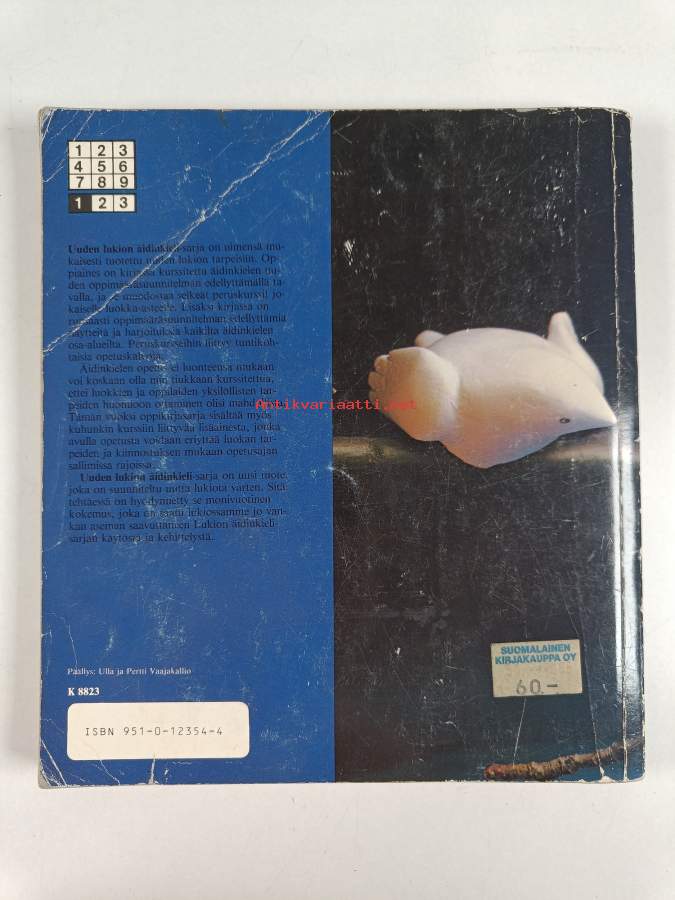 1 2 3
4 5 6
7 8 9
1 2 3
Uuden lukion äidinkieli-sarja on nimensä mu-
kaisesti tuotettu uuden lukion tarpeisiin. Op-
piaines on kirjassa kurssitettu äidinkielen uu-
den oppimääräsuunnitelman edellyttämällä ta-
valla, ja se muodostaa selkeät peruskurssit jo-
kaiselle luokka-asteelle. Lisäksi kirjassa on
runsaasti oppimääräsuunnitelman edellyttämiä
näytteitä ja harjoituksia kaikilta äidinkielen
osa-alueilta. Peruskursseihin liittyy tuntikoh-
taisia opetuskalvoja.
Äidinkielen opetus ei luonteensa mukaan
voi koskaan olla niin tiukkaan kurssitettua,
ettei luokkien ja oppilaiden yksilöllisten tar-
peiden huomioon ottaminen olisi mahdollista.
Tämän vuoksi oppikirjasarja sisältää myös
kuhunkin kurssiin liittyvää lisäainesta, jonka
avulla opetusta voidaan eriyttää luokan tar-
peiden ja kiinnostuksen mukaan opetusajan
sallimissa rajoissa.
Uuden lukion äidinkieli-sarja on uusi tuote,
joka on suunniteltu uutta lukiota varten. Sitä
tehtäessä on hyödynnetty se monivuotinen
kokemus, joka on saatu lukiossamme jo van-
kan aseman saavuttaneen Lukion äidinkieli-
sarjan käytöstä ja kehittelystä.
Antikvariaatti.net
SUOMALAINEN
KIRJAKAUPPA OY
60.-
Päällys: Ulla ja Pertti Vaajakallio
K 8823
ISBN 951-0-12354-4